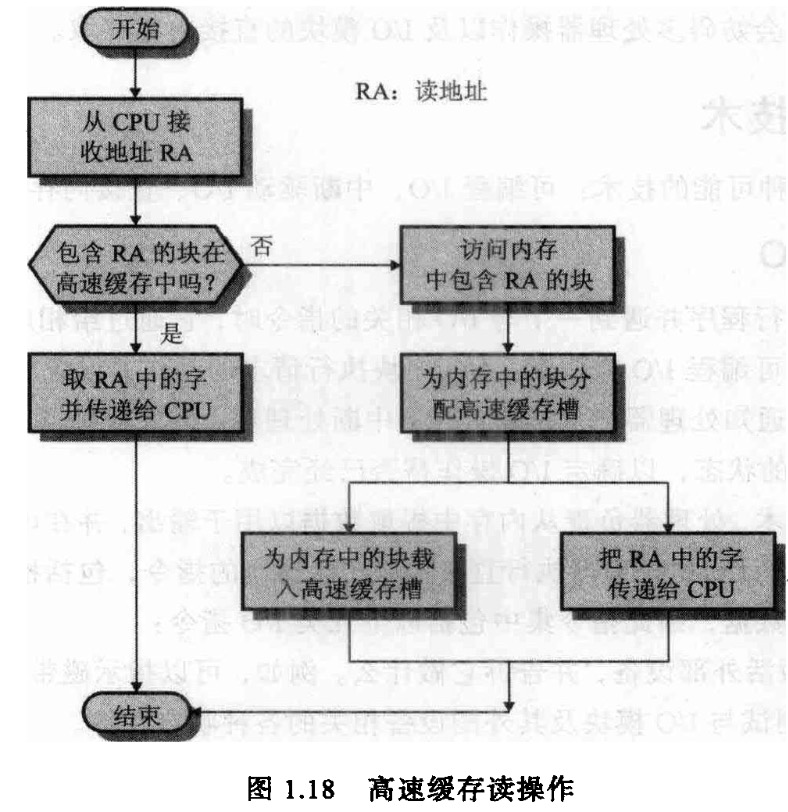 开始
RA：读地址
从 CPU 接
收地址 RA
包含 RA 的块在
高速缓存中吗？
否
访问内存
中包含 RA 的块
是
取 RA 中的字
并传递给 CPU
为内存中的块分
配高速缓存槽
为内存中的块载
入高速缓存槽
把 RA 中的字
传递给 CPU
结束
图 1.18 高速缓存读操作